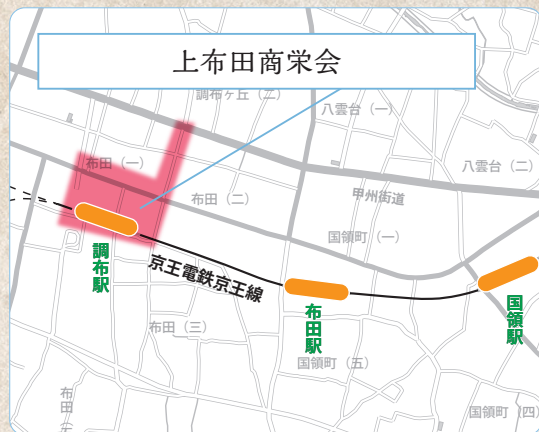 上布田商栄会
調布ヶ丘（二）
八雲台（一）
布田（一）
八雲台（二）
布田（二）
甲州街道
国領町（一）
調布駅
京王電鉄京王線
布田駅
国領駅
布田（三）
国領町（五）
布田
国領町（四）